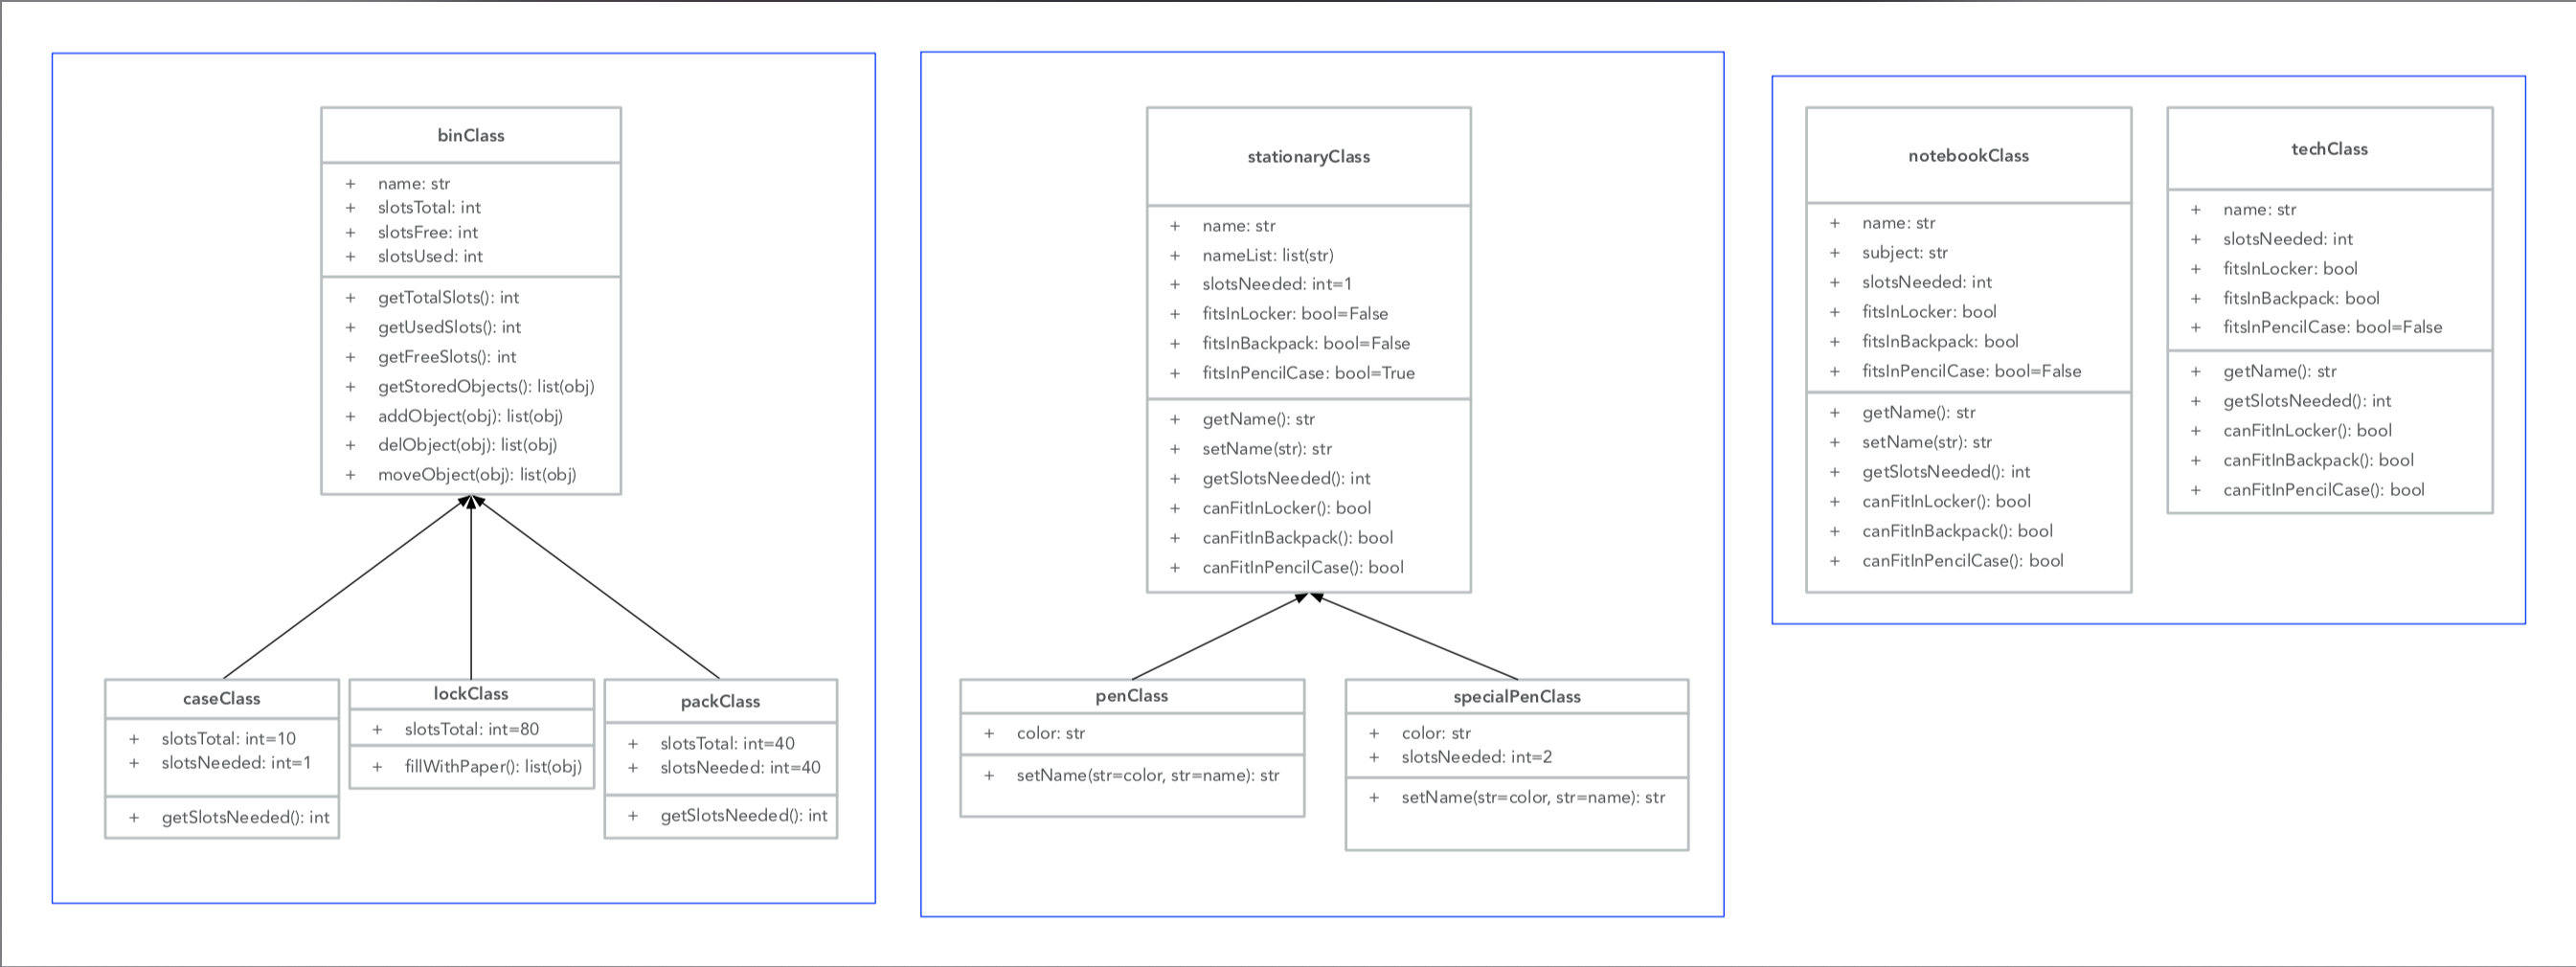 binClass
+ name: str
+ slotsTotal: int
+ slotsFree: int
+ slotsUsed: int
+ getTotalSlots(): int
+ getUsedSlots(): int
+ getFreeSlots(): int
+ getStoredObjects(): list(obj)
+ addObject(obj): list(obj)
+ delObject(obj): list(obj)
+ moveObject(obj): list(obj)
caseClass
+ slotsTotal: int=10
+ slotsNeeded: int=1
+ getSlotsNeeded(): int
lockClass
+ slotsTotal: int=80
+ fillWithPaper(): list(obj)
packClass
+ slotsTotal: int=40
+ slotsNeeded: int=40
+ getSlotsNeeded(): int
stationaryClass
+ name: str
+ nameList: list(str)
+ slotsNeeded: int=1
+ fitsInLocker: bool=False
+ fitsInBackpack: bool=False
+ fitsInPencilCase: bool=True
+ getName(): str
+ setName(str): str
+ getSlotsNeeded(): int
+ canFitInLocker(): bool
+ canFitInBackpack(): bool
+ canFitInPencilCase(): bool
penClass
+ color: str
+ setName(str=color, str=name): str
specialPenClass
+ color: str
+ slotsNeeded: int=2
+ setName(str=color, str=name): str
notebookClass
+ name: str
+ subject: str
+ slotsNeeded: int
+ fitsInLocker: bool
+ fitsInBackpack: bool
+ fitsInPencilCase: bool=False
+ getName(): str
+ setName(str): str
+ getSlotsNeeded(): int
+ canFitInLocker(): bool
+ canFitInBackpack(): bool
+ canFitInPencilCase(): bool
techClass
+ name: str
+ slotsNeeded: int
+ fitsInLocker: bool
+ fitsInBackpack: bool
+ fitsInPencilCase: bool=False
+ getName(): str
+ getSlotsNeeded(): int
+ canFitInLocker(): bool
+ canFitInBackpack(): bool
+ canFitInPencilCase(): bool